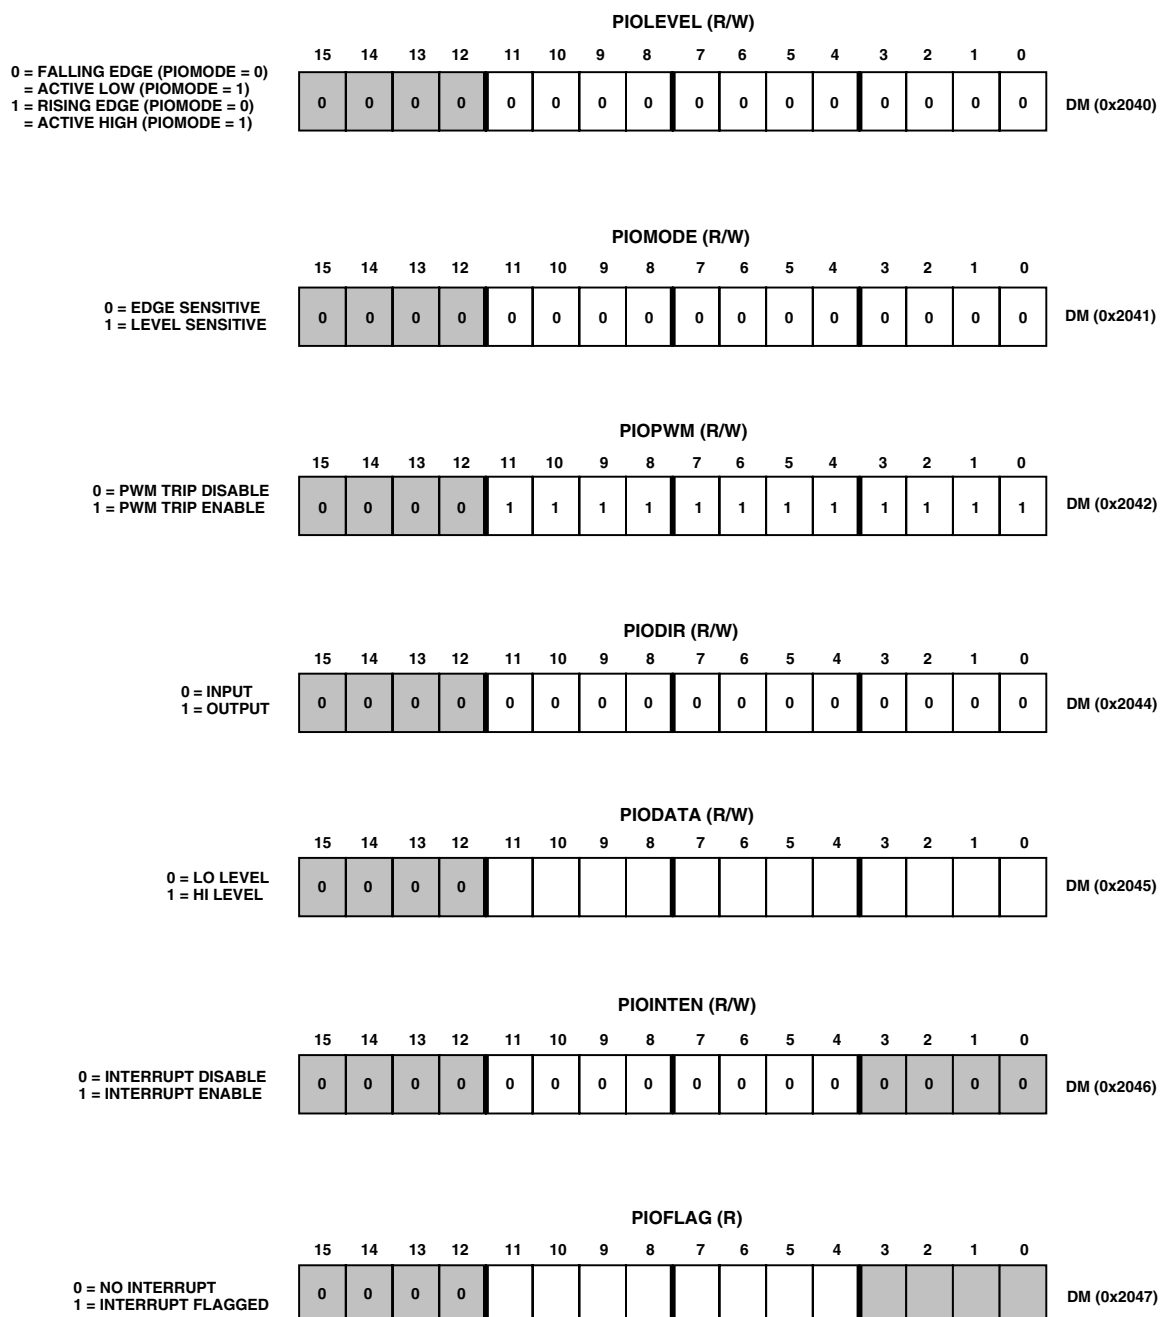 PIOLEVEL (R/W)
15 14 13 12 11 10 9 8 7 6 5 4 3 2 1 0
0 = FALLING EDGE (PIOMODE = 0)
= ACTIVE LOW (PIOMODE = 1)
1 = RISING EDGE (PIOMODE = 0)
= ACTIVE HIGH (PIOMODE = 1)
0 0 0 0 0 0 0 0 0 0 0 0 0 0 0 0
DM (0x2040)
PIOMODE (R/W)
15 14 13 12 11 10 9 8 7 6 5 4 3 2 1 0
0 = EDGE SENSITIVE
1 = LEVEL SENSITIVE
0 0 0 0 0 0 0 0 0 0 0 0 0 0 0 0
DM (0x2041)
PIOPWM (R/W)
15 14 13 12 11 10 9 8 7 6 5 4 3 2 1 0
0 = PWM TRIP DISABLE
1 = PWM TRIP ENABLE
0 0 0 0 1 1 1 1 1 1 1 1 1 1 1 1
DM (0x2042)
PIODIR (R/W)
15 14 13 12 11 10 9 8 7 6 5 4 3 2 1 0
0 = INPUT
1 = OUTPUT
0 0 0 0 0 0 0 0 0 0 0 0 0 0 0 0
DM (0x2044)
PIODATA (R/W)
15 14 13 12 11 10 9 8 7 6 5 4 3 2 1 0
0 = LO LEVEL
1 = HI LEVEL
0 0 0 0
DM (0x2045)
PIOINTEN (R/W)
15 14 13 12 11 10 9 8 7 6 5 4 3 2 1 0
0 = INTERRUPT DISABLE
1 = INTERRUPT ENABLE
0 0 0 0 0 0 0 0 0 0 0 0 0 0 0 0
DM (0x2046)
PIOFLAG (R)
15 14 13 12 11 10 9 8 7 6 5 4 3 2 1 0
0 = NO INTERRUPT
1 = INTERRUPT FLAGGED
0 0 0 0
DM (0x2047)